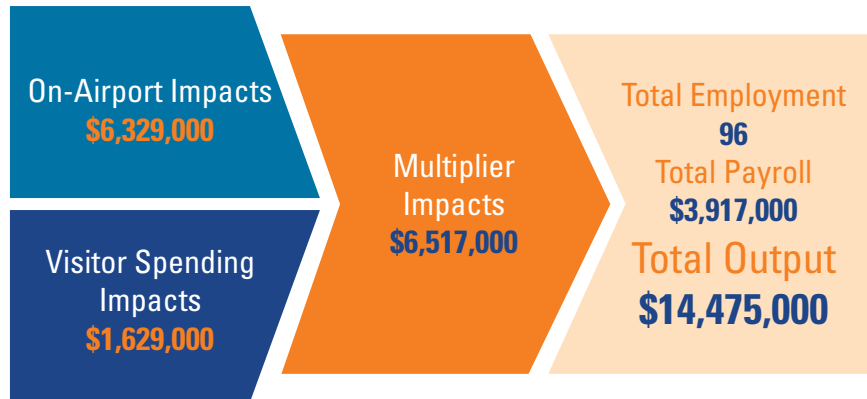 On-Airport Impacts
$6,329,000
Visitor Spending
Impacts
$1,629,000
Multiplier
Impacts
$6,517,000
Total Employment
96
Total Payroll
$3,917,000
Total Output
$14,475,000